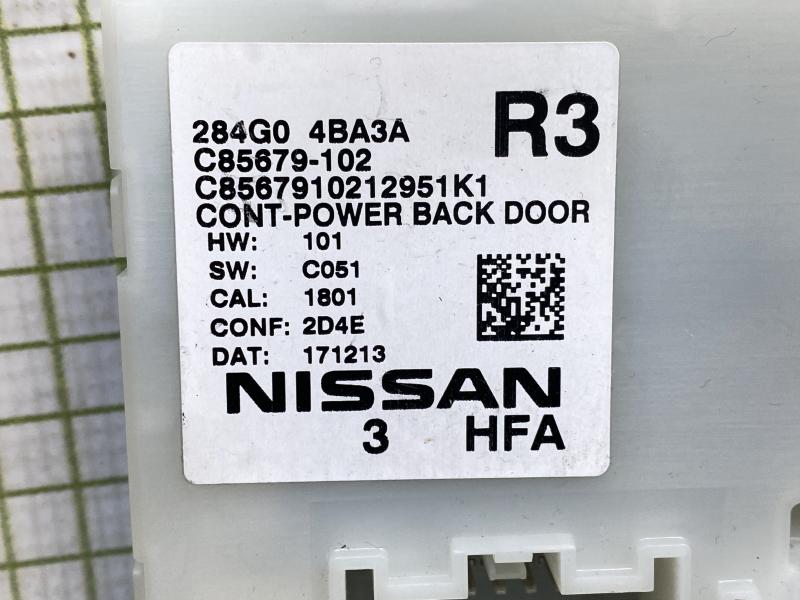 284G0 4BA3A
R3
C85679-102
C8567910212951K1
CONT-POWER BACK DOOR
HW: 101
SW: C051
CAL: 1801
CONF: 2D4E
DAT: 171213
NISSAN
3 HFA